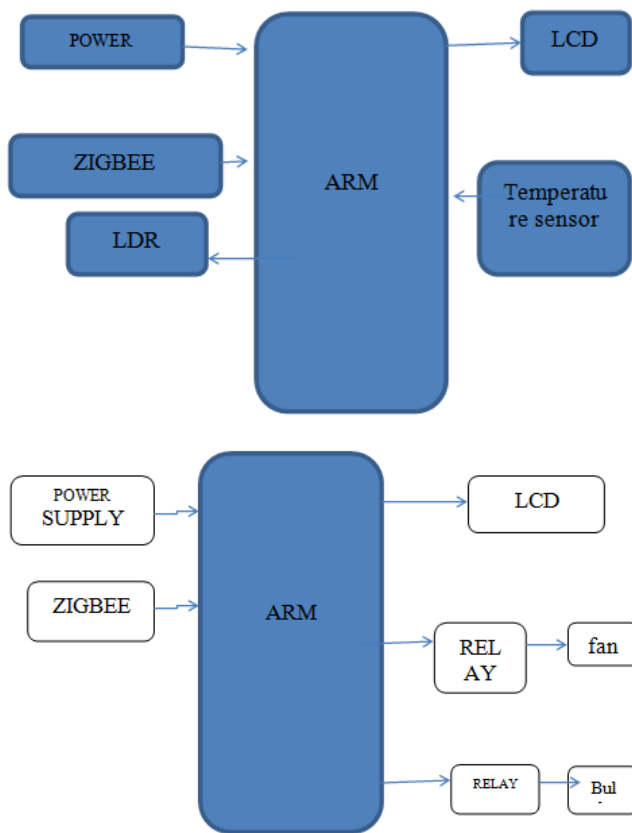 POWER
LCD
ZIGBEE
ARM
Temperatu
re sensor
LDR
POWER
SUPPLY
LCD
ZIGBEE
ARM
REL
AY
fan
RELAY
Bul